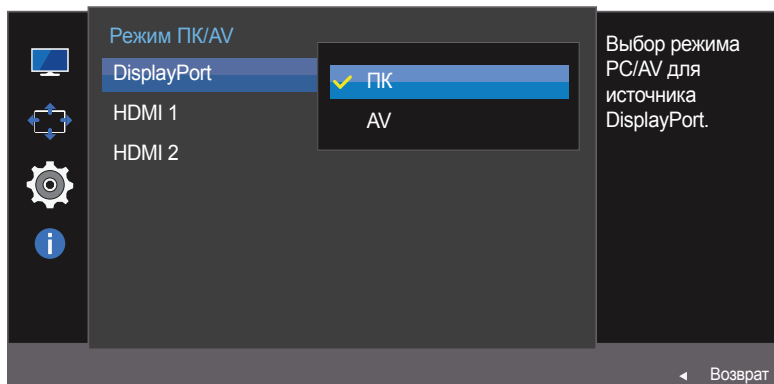 Режим ПК/AV
DisplayPort
HDMI 1
HDMI 2
ПК
AV
Выбор режима
PC/AV для
источника
DisplayPort.
Возврат